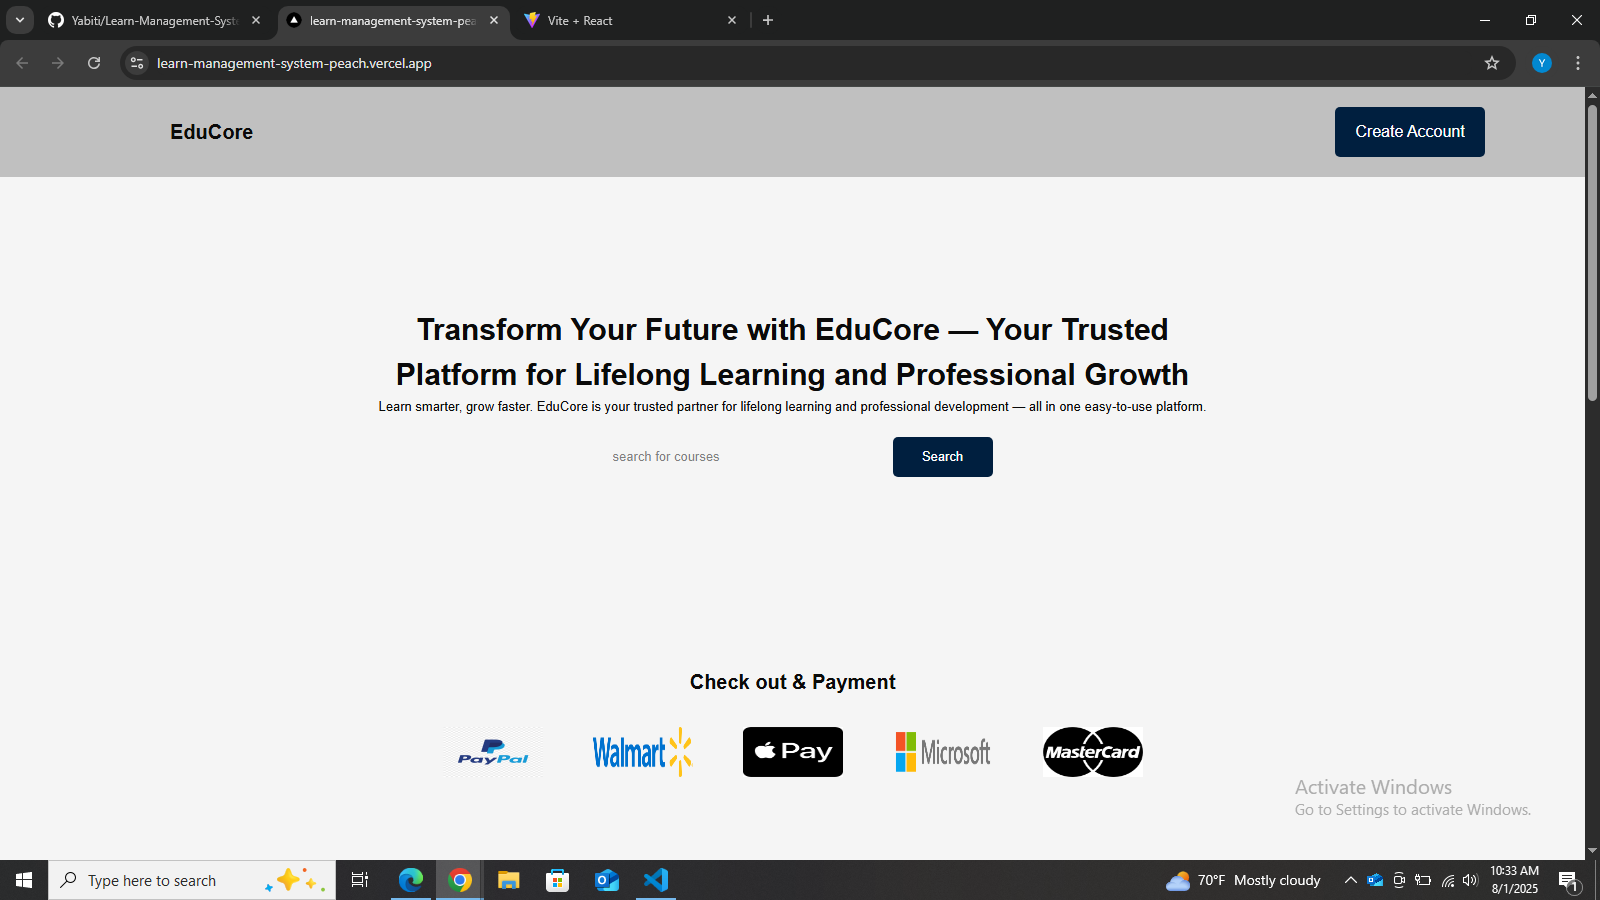 Yabiti/Learn-Management-Syst
learn-management-system-pea
Vite + React
learn-management-system-peach.vercel.app
Y
EduCore
Create Account
Transform Your Future with EduCore — Your Trusted
Platform for Lifelong Learning and Professional Growth
Learn smarter, grow faster. EduCore is your trusted partner for lifelong learning and professional development — all in one easy-to-use platform.
search for courses
Search
Check out & Payment
PayPal
Walmart
Pay
Microsoft
MasterCard
Activate Windows
Go to Settings to activate Windows.
Type here to search
70°F Mostly cloudy
10:33 AM
8/1/2025
1